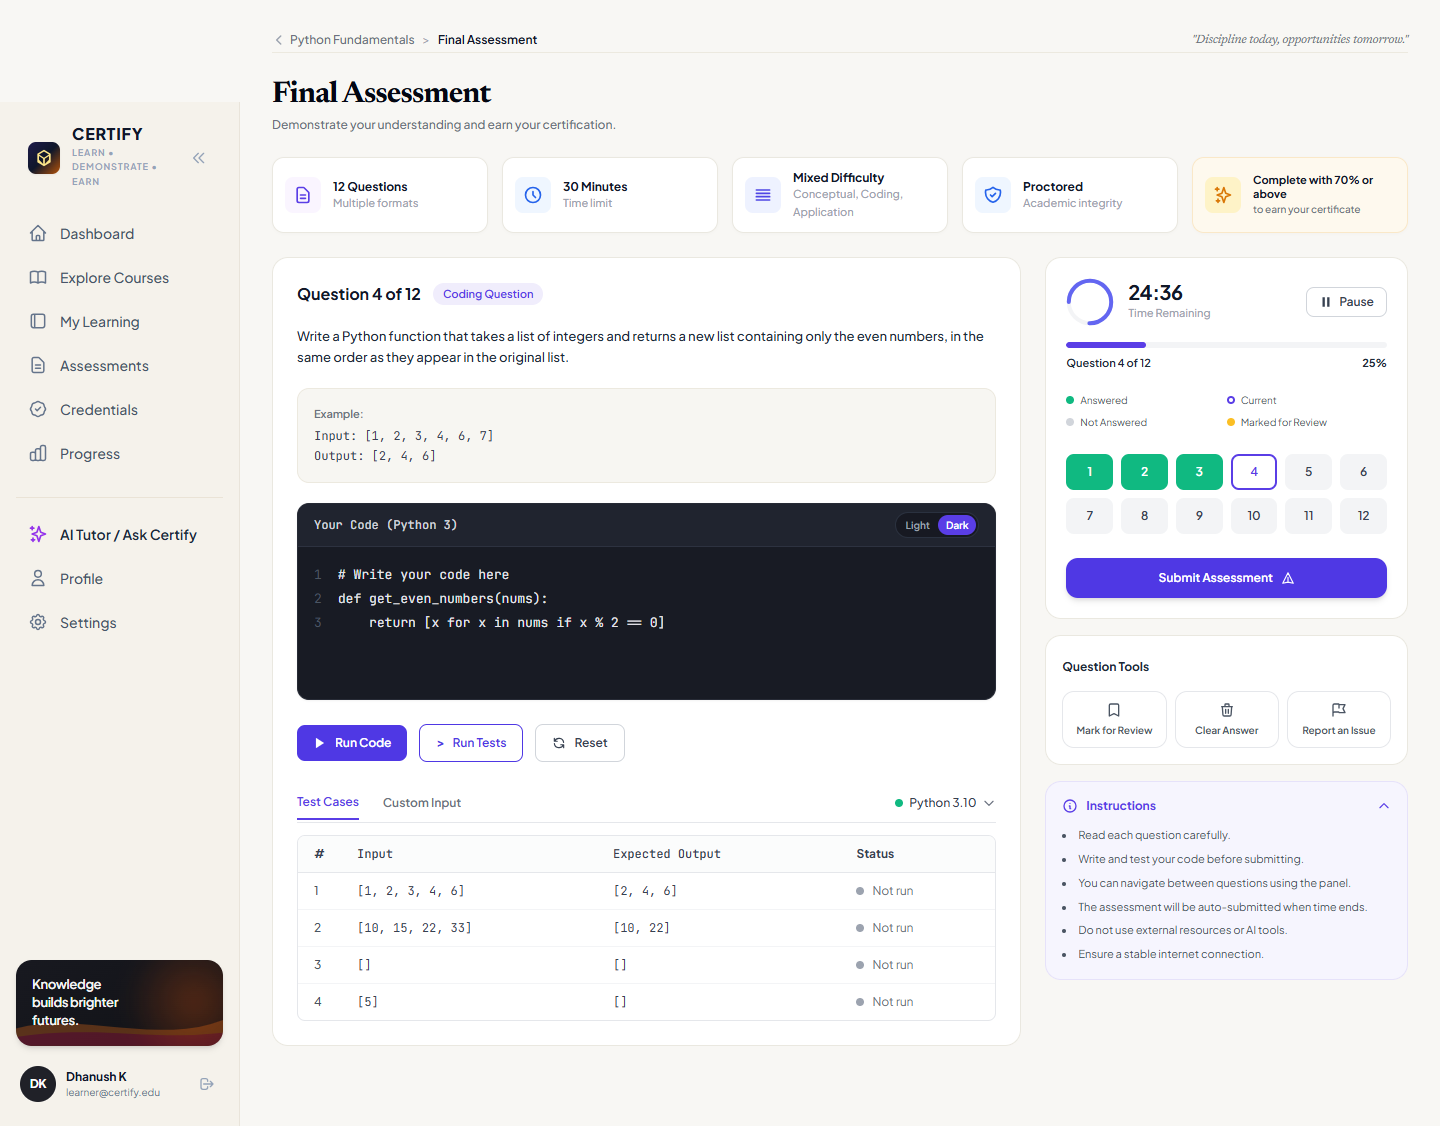 Python Fundamentals > Final Assessment
"Discipline today, opportunities tomorrow."
CERTIFY
LEARN •
DEMONSTRATE •
EARN
Dashboard
Explore Courses
My Learning
Assessments
Credentials
Progress
AI Tutor / Ask Certify
Profile
Settings
Knowledge
builds brighter
futures.
DK
Dhanush K
learner@certify.edu
Final Assessment
Demonstrate your understanding and earn your certification.
12 Questions
Multiple formats
30 Minutes
Time limit
Mixed Difficulty
Conceptual, Coding,
Application
Proctored
Academic integrity
Complete with 70% or
above
to earn your certificate
Question 4 of 12
Coding Question
Write a Python function that takes a list of integers and returns a new list containing only the even numbers, in the
same order as they appear in the original list.
Example:
Input: [1, 2, 3, 4, 6, 7]
Output: [2, 4, 6]
Your Code (Python 3)
Light Dark
1 # Write your code here
2 def get_even_numbers(nums):
3     return [x for x in nums if x % 2 == 0]
Run Code
> Run Tests
Reset
Test Cases
Custom Input
Python 3.10
# Input Expected Output Status
1 [1, 2, 3, 4, 6] [2, 4, 6] Not run
2 [10, 15, 22, 33] [10, 22] Not run
3 [] [] Not run
4 [5] [] Not run
24:36
Time Remaining
Pause
Question 4 of 12 25%
Answered Current
Not Answered Marked for Review
1 2 3 4 5 6
7 8 9 10 11 12
Submit Assessment
Question Tools
Mark for Review
Clear Answer
Report an Issue
Instructions
• Read each question carefully.
• Write and test your code before submitting.
• You can navigate between questions using the panel.
• The assessment will be auto-submitted when time ends.
• Do not use external resources or AI tools.
• Ensure a stable internet connection.